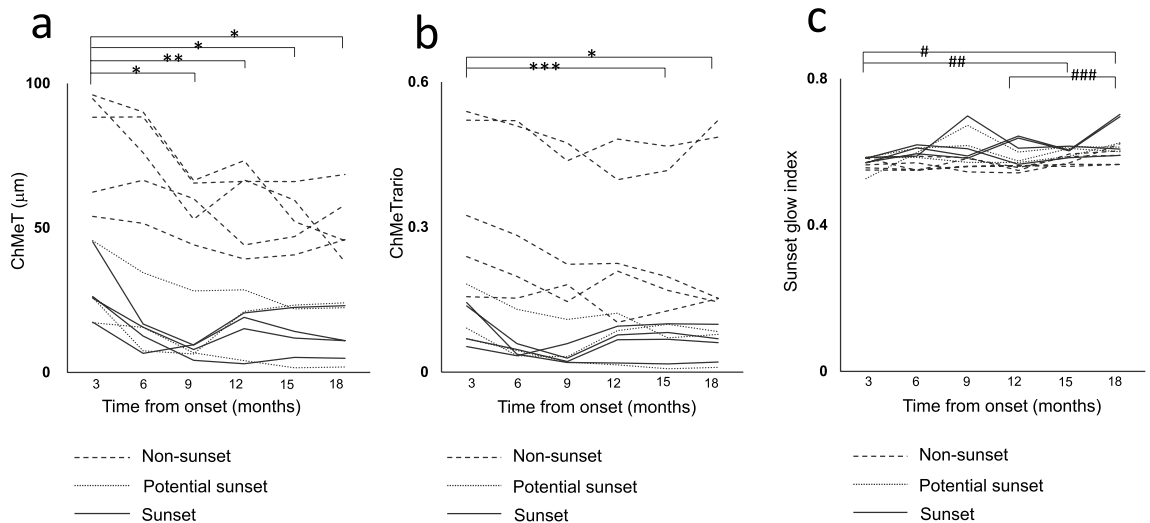 a
*
*
**
*
100
50
0
ChMeT (μm)
3 6 9 12 15 18
Time from onset (months)
Non-sunset
Potential sunset
Sunset
b
*
***
0.6
0.3
0
ChMeTrario
3 6 9 12 15 18
Time from onset (months)
Non-sunset
Potential sunset
Sunset
c
#
##
###
0.8
0.4
0
Sunset glow index
3 6 9 12 15 18
Time from onset (months)
Non-sunset
Potential sunset
Sunset